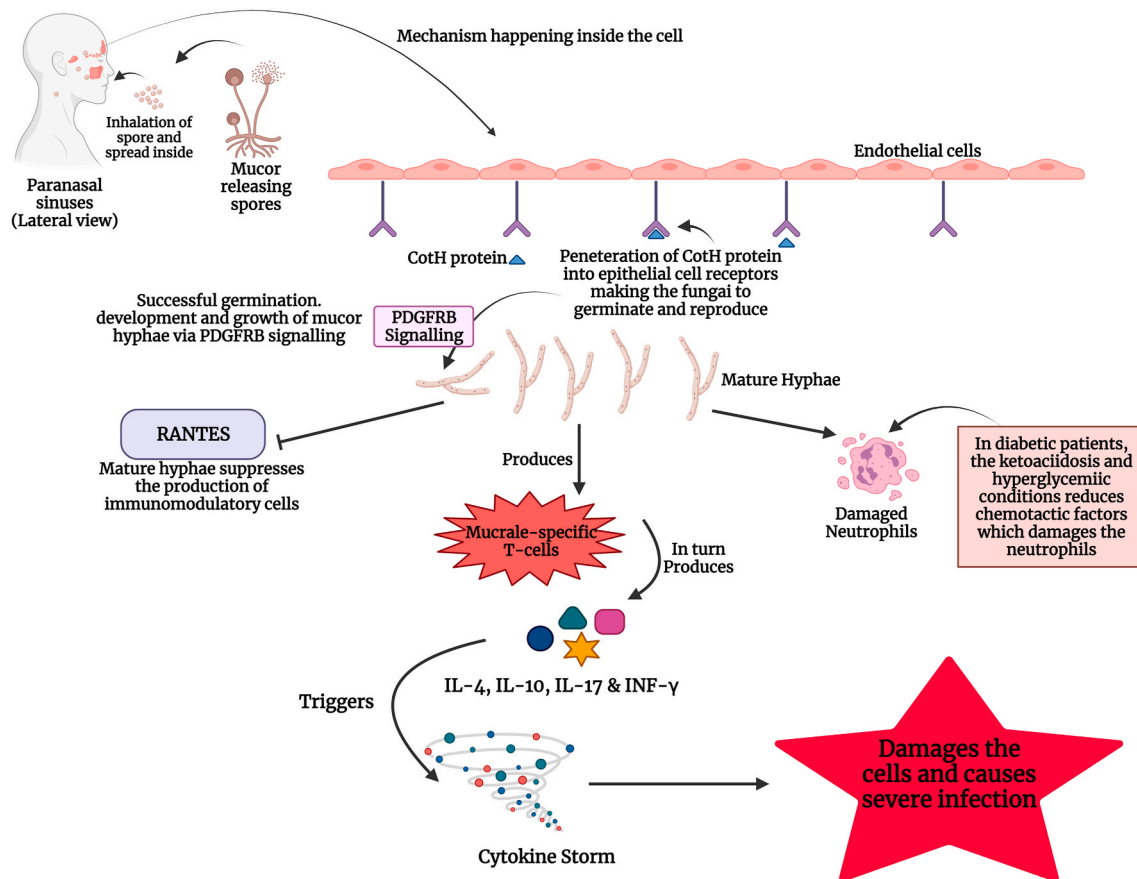 Mechanism happening inside the cell
Inhalation of
spore and
spread inside
Mucor
releasing
spores
Paranasal
sinuses
(Lateral view)
Endothelial cells
CotH protein
Peneteration of CotH protein
into epithelial cell receptors
making the fungai to
germinate and reproduce
Successful germination.
development and growth of mucor
hyphae via PDGFRB signalling
PDGFRB
Signalling
Mature Hyphae
RANTES
Mature hyphae suppresses
the production of
immunomodulatory cells
Produces
Damaged
Neutrophils
In diabetic patients,
the ketoaciidosis and
hyperglycemiic
conditions reduces
chemotactic factors
which damages the
neutrophils
Mucrale-specific
T-cells
In turn
Produces
IL-4, IL-10, IL-17 & INF-γ
Triggers
Cytokine Storm
Damages the
cells and causes
severe infection